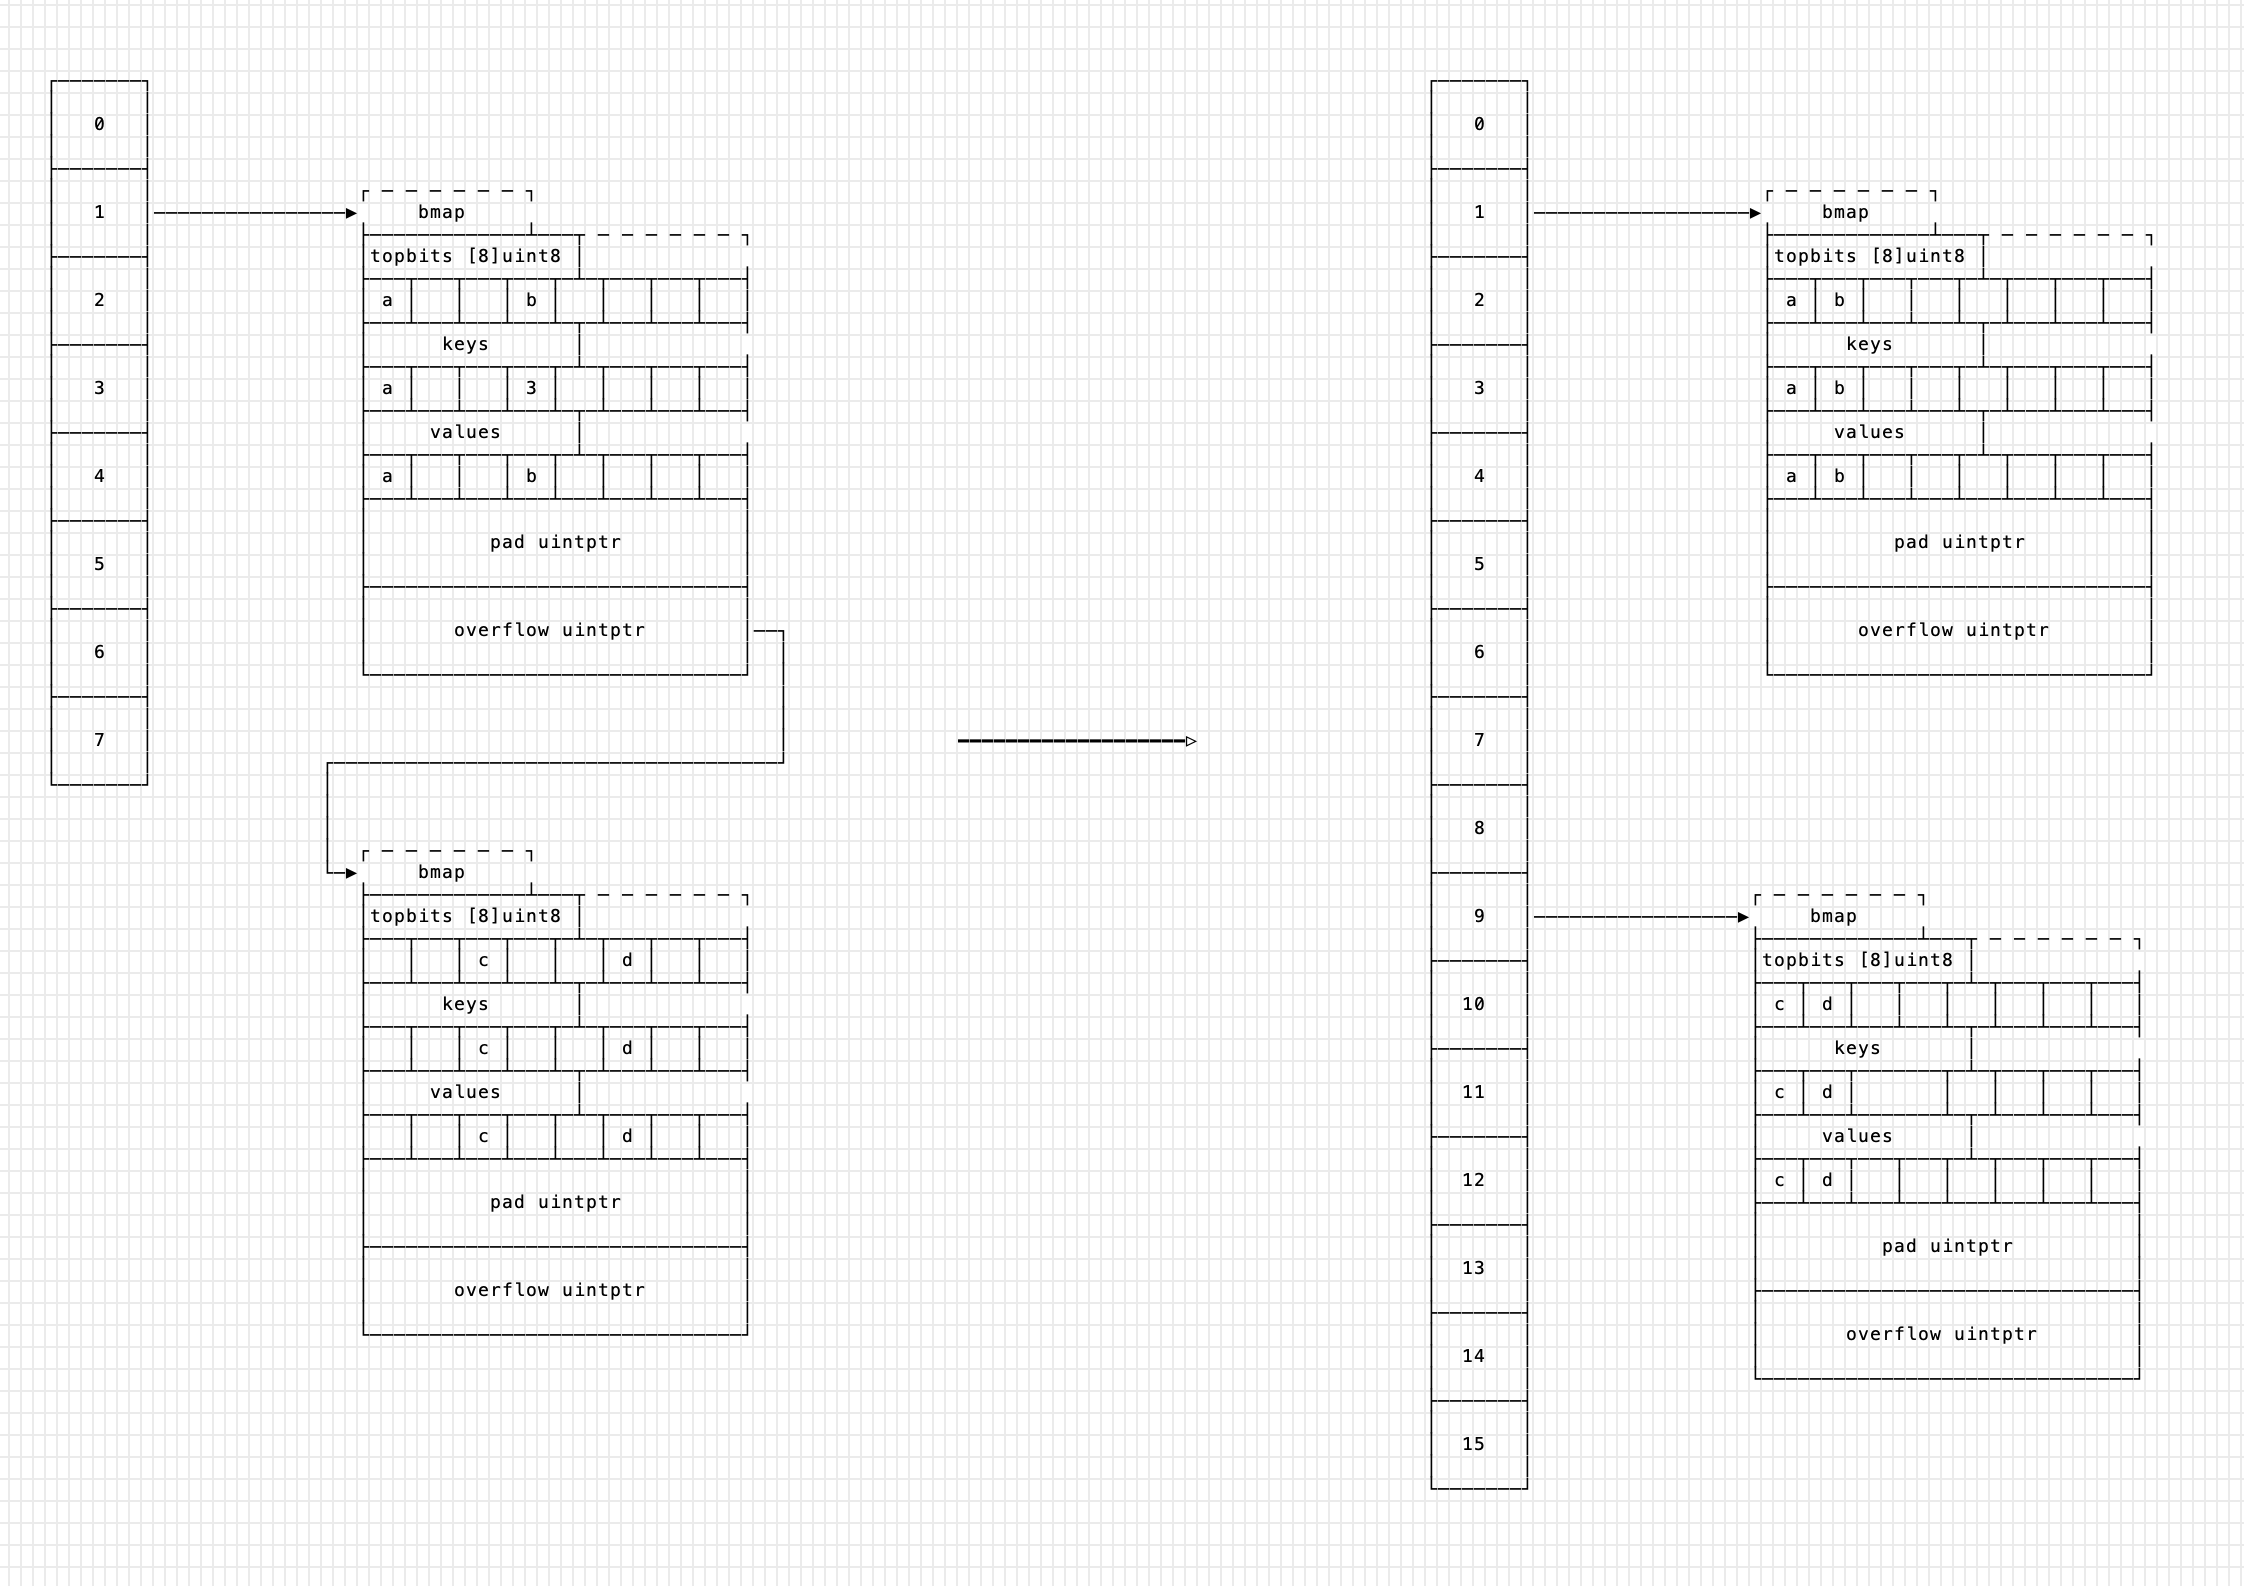 0
1
2
3
4
5
6
7
bmap
topbits [8]uint8
a b
keys
a 3
values
a b
pad uintptr
overflow uintptr
bmap
topbits [8]uint8
c d
keys
c d
values
c d
pad uintptr
overflow uintptr
0
1
2
3
4
5
6
7
8
9
10
11
12
13
14
15
bmap
topbits [8]uint8
a b
keys
a b
values
a b
pad uintptr
overflow uintptr
bmap
topbits [8]uint8
c d
keys
c d
values
c d
pad uintptr
overflow uintptr